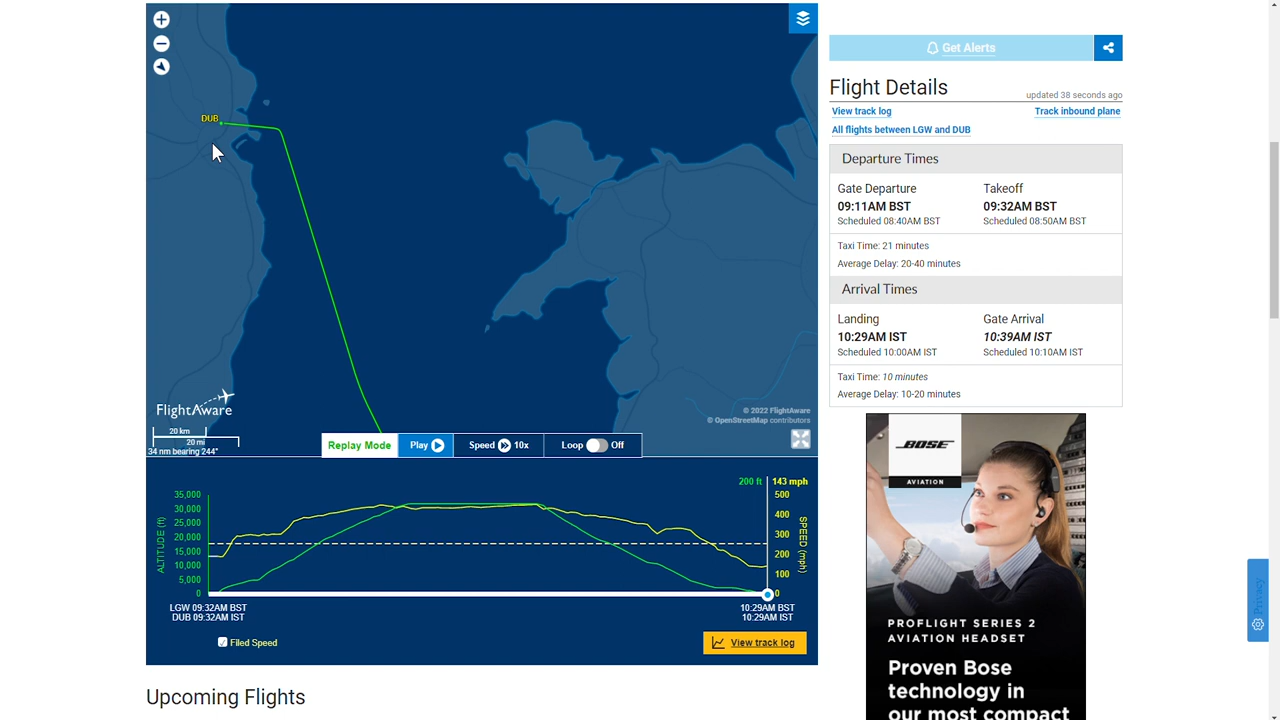 Get Alerts
Flight Details
updated 38 seconds ago
View track log
Track inbound plane
All flights between LGW and DUB
Departure Times
Gate Departure
Takeoff
09:11AM BST
09:32AM BST
Scheduled 08:40AM BST
Scheduled 08:50AM BST
Taxi Time: 21 minutes
Average Delay: 20-40 minutes
Arrival Times
Landing
Gate Arrival
10:29AM IST
10:39AM IST
Scheduled 10:00AM IST
Scheduled 10:10AM IST
Taxi Time: 10 minutes
Average Delay: 10-20 minutes
DUB
FlightAware
20 km
20 mi
34 nm bearing 244°
© 2022 FlightAware
© OpenStreetMap contributors
Replay Mode
Play
Speed 10x
Loop Off
200 ft
143 mph
35,000
30,000
25,000
20,000
15,000
10,000
5,000
0
ALTITUDE (ft)
500
400
300
200
100
0
SPEED (mph)
LGW 09:32AM BST
DUB 09:32AM IST
10:29AM BST
10:29AM IST
Filed Speed
View track log
Upcoming Flights
BOSE
AVIATION
PROFLIGHT SERIES 2
AVIATION HEADSET
Proven Bose
technology in
our most compact
Privacy